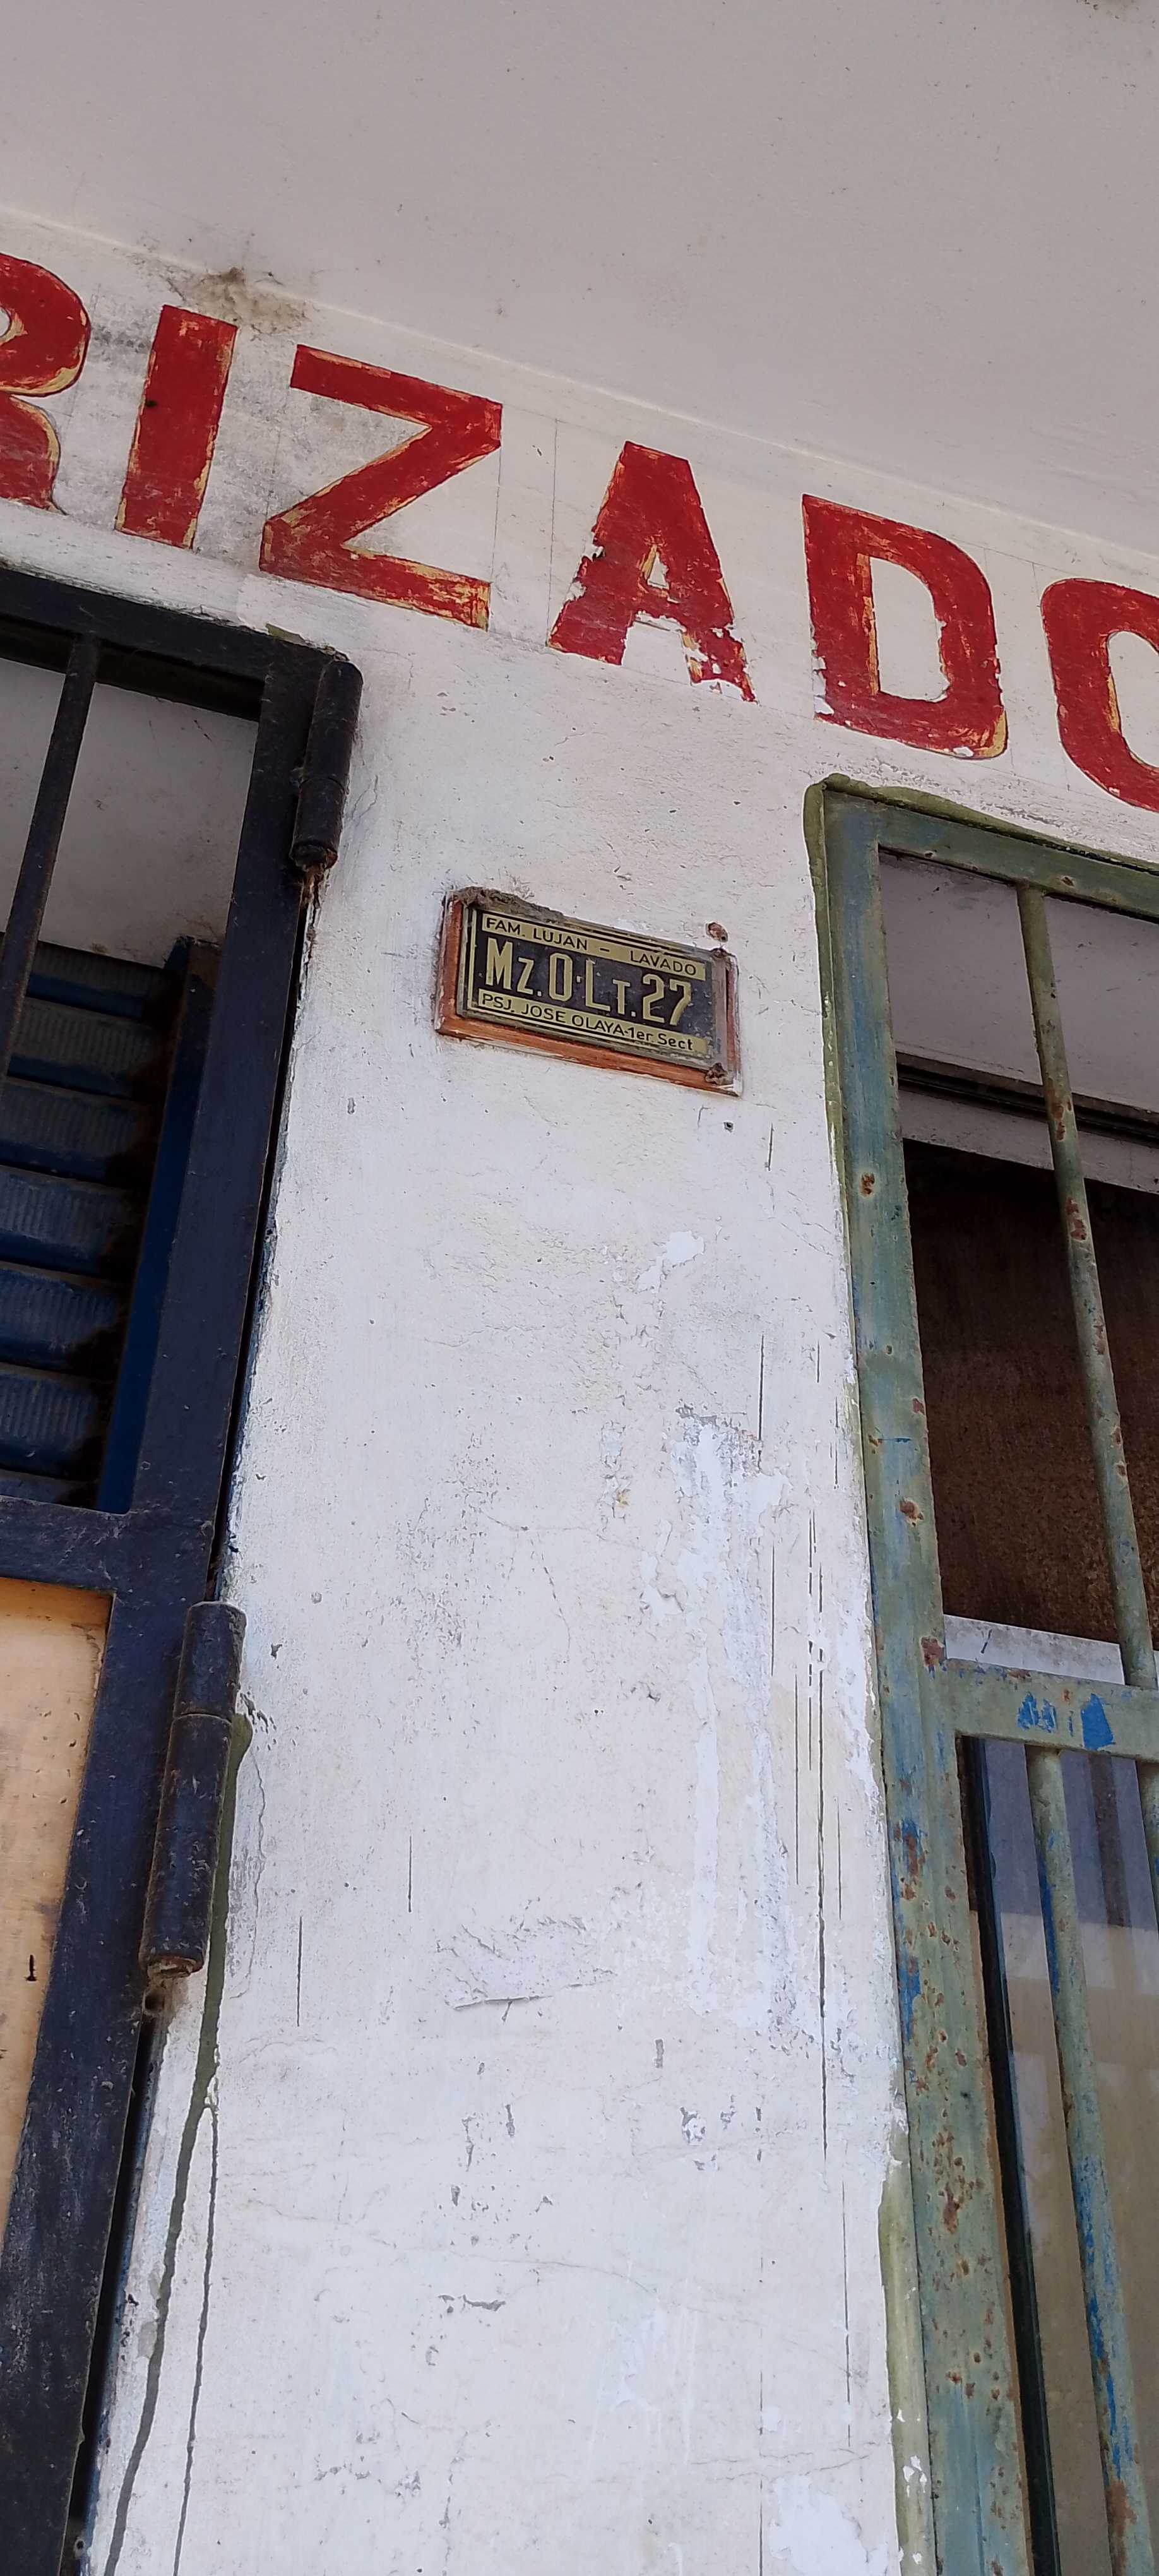 RIZADO
FAM. LUJAN - LAVADO
Mz.O-LT.27
PSJ. JOSE OLAYA-1er. Sect